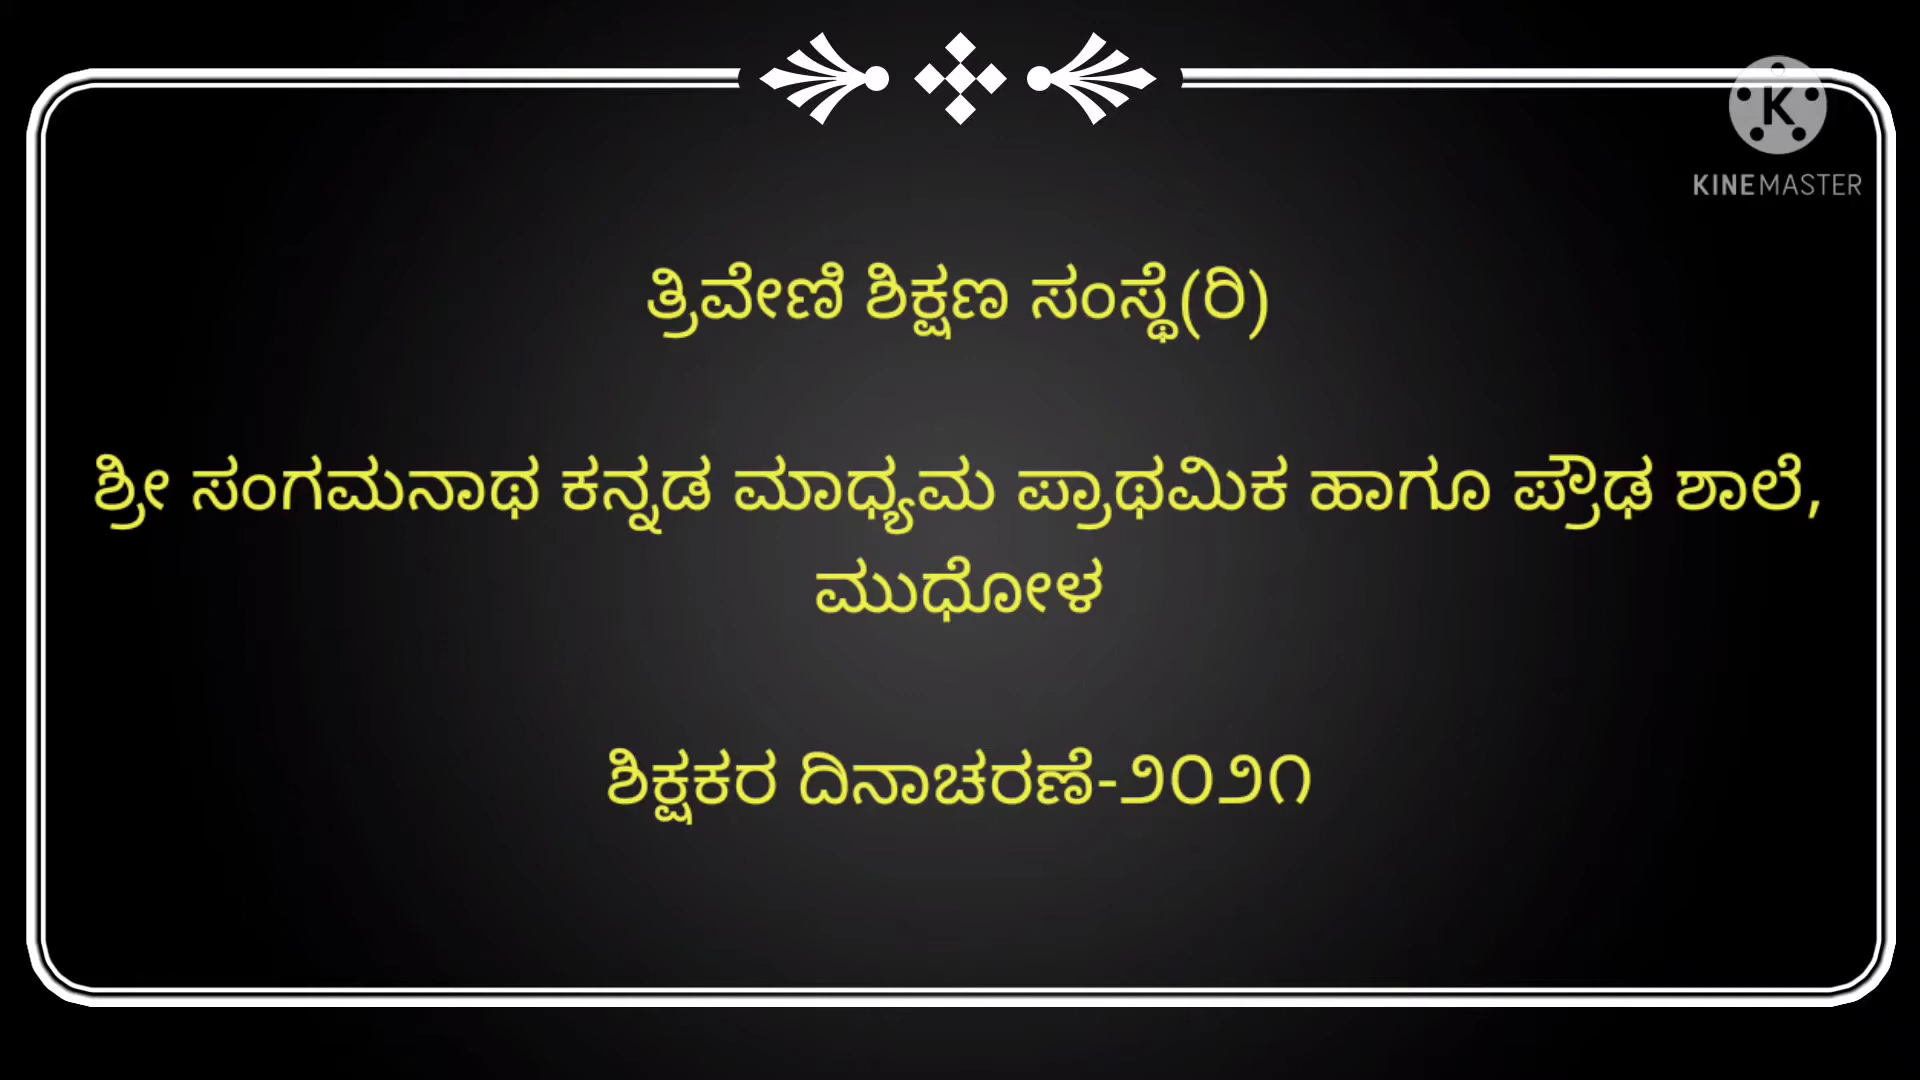 KINEMASTER
ತ್ರಿವೇಣಿ ಶಿಕ್ಷಣ ಸಂಸ್ಥೆ(ರಿ)
ಶ್ರೀ ಸಂಗಮನಾಥ ಕನ್ನಡ ಮಾಧ್ಯಮ ಪ್ರಾಥಮಿಕ ಹಾಗೂ ಪ್ರೌಢ ಶಾಲೆ,
ಮುಧೋಳ
ಶಿಕ್ಷಕರ ದಿನಾಚರಣೆ-೨೦೨೧